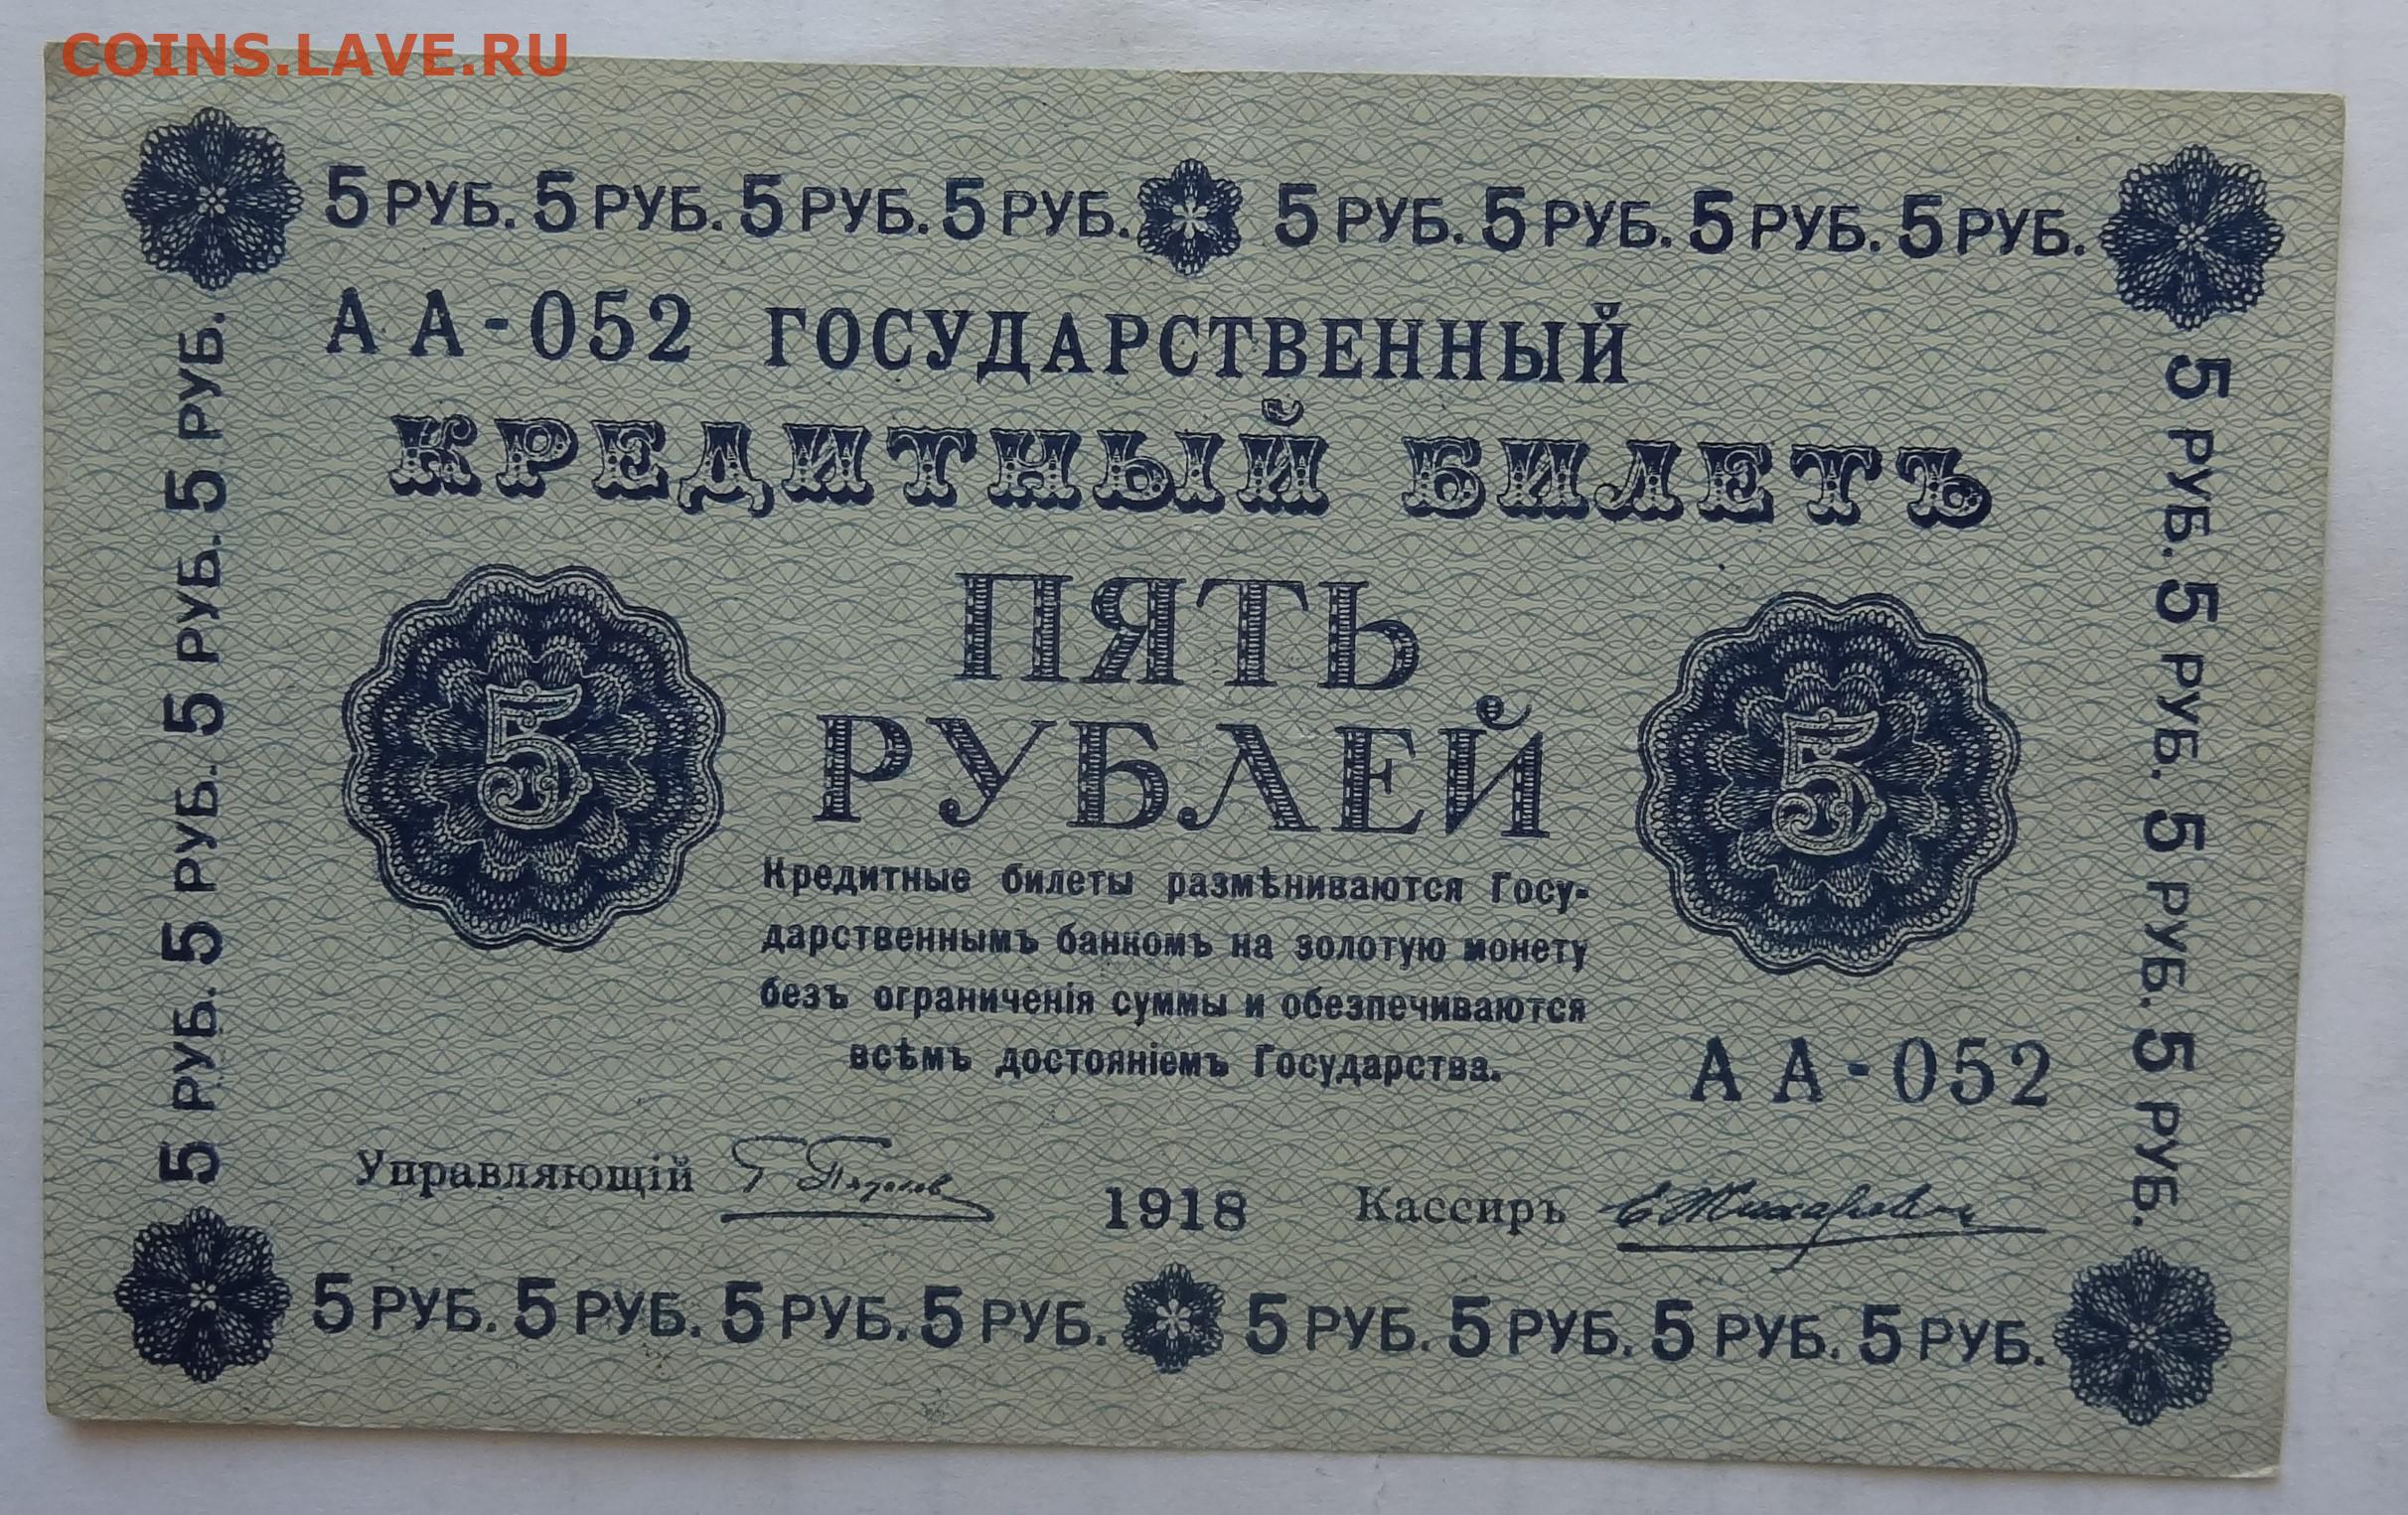 COINS.LAVE.RU
5 РУБ. 5 РУБ. 5 РУБ. 5 РУБ. 5 РУБ. 5 РУБ. 5 РУБ. 5 РУБ.
АА-052 ГОСУДАРСТВЕННЫЙ
КРЕДИТНЫЙ БИЛЕТЪ
5 РУБ. 5 РУБ. 5 РУБ. 5 РУБ.
5 РУБ. 5 РУБ. 5 РУБ. 5 РУБ.
ПЯТЬ
РУБЛЕЙ
5
5
Кредитные билеты размѣниваются Госу-
дарственнымъ банкомъ на золотую монету
безъ ограниченія суммы и обезпечиваются
всѣмъ достояніемъ Государства.
АА-052
Управляющій 1918 Кассиръ
5 РУБ. 5 РУБ. 5 РУБ. 5 РУБ. 5 РУБ. 5 РУБ. 5 РУБ. 5 РУБ.